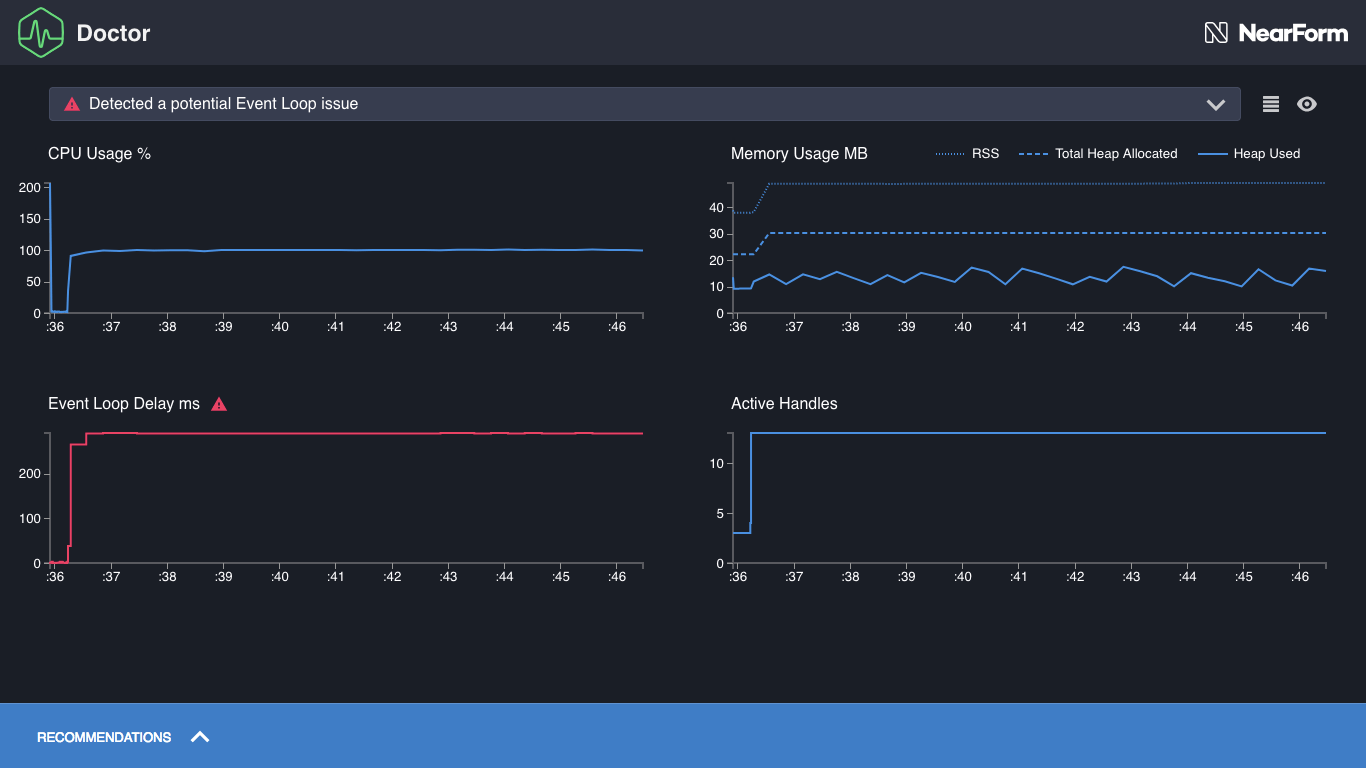 Doctor
NearForm
Detected a potential Event Loop issue
CPU Usage %
200
150
100
50
0
:36 :37 :38 :39 :40 :41 :42 :43 :44 :45 :46
Memory Usage MB
RSS Total Heap Allocated Heap Used
40
30
20
10
0
:36 :37 :38 :39 :40 :41 :42 :43 :44 :45 :46
Event Loop Delay ms
200
100
0
:36 :37 :38 :39 :40 :41 :42 :43 :44 :45 :46
Active Handles
10
5
0
:36 :37 :38 :39 :40 :41 :42 :43 :44 :45 :46
RECOMMENDATIONS